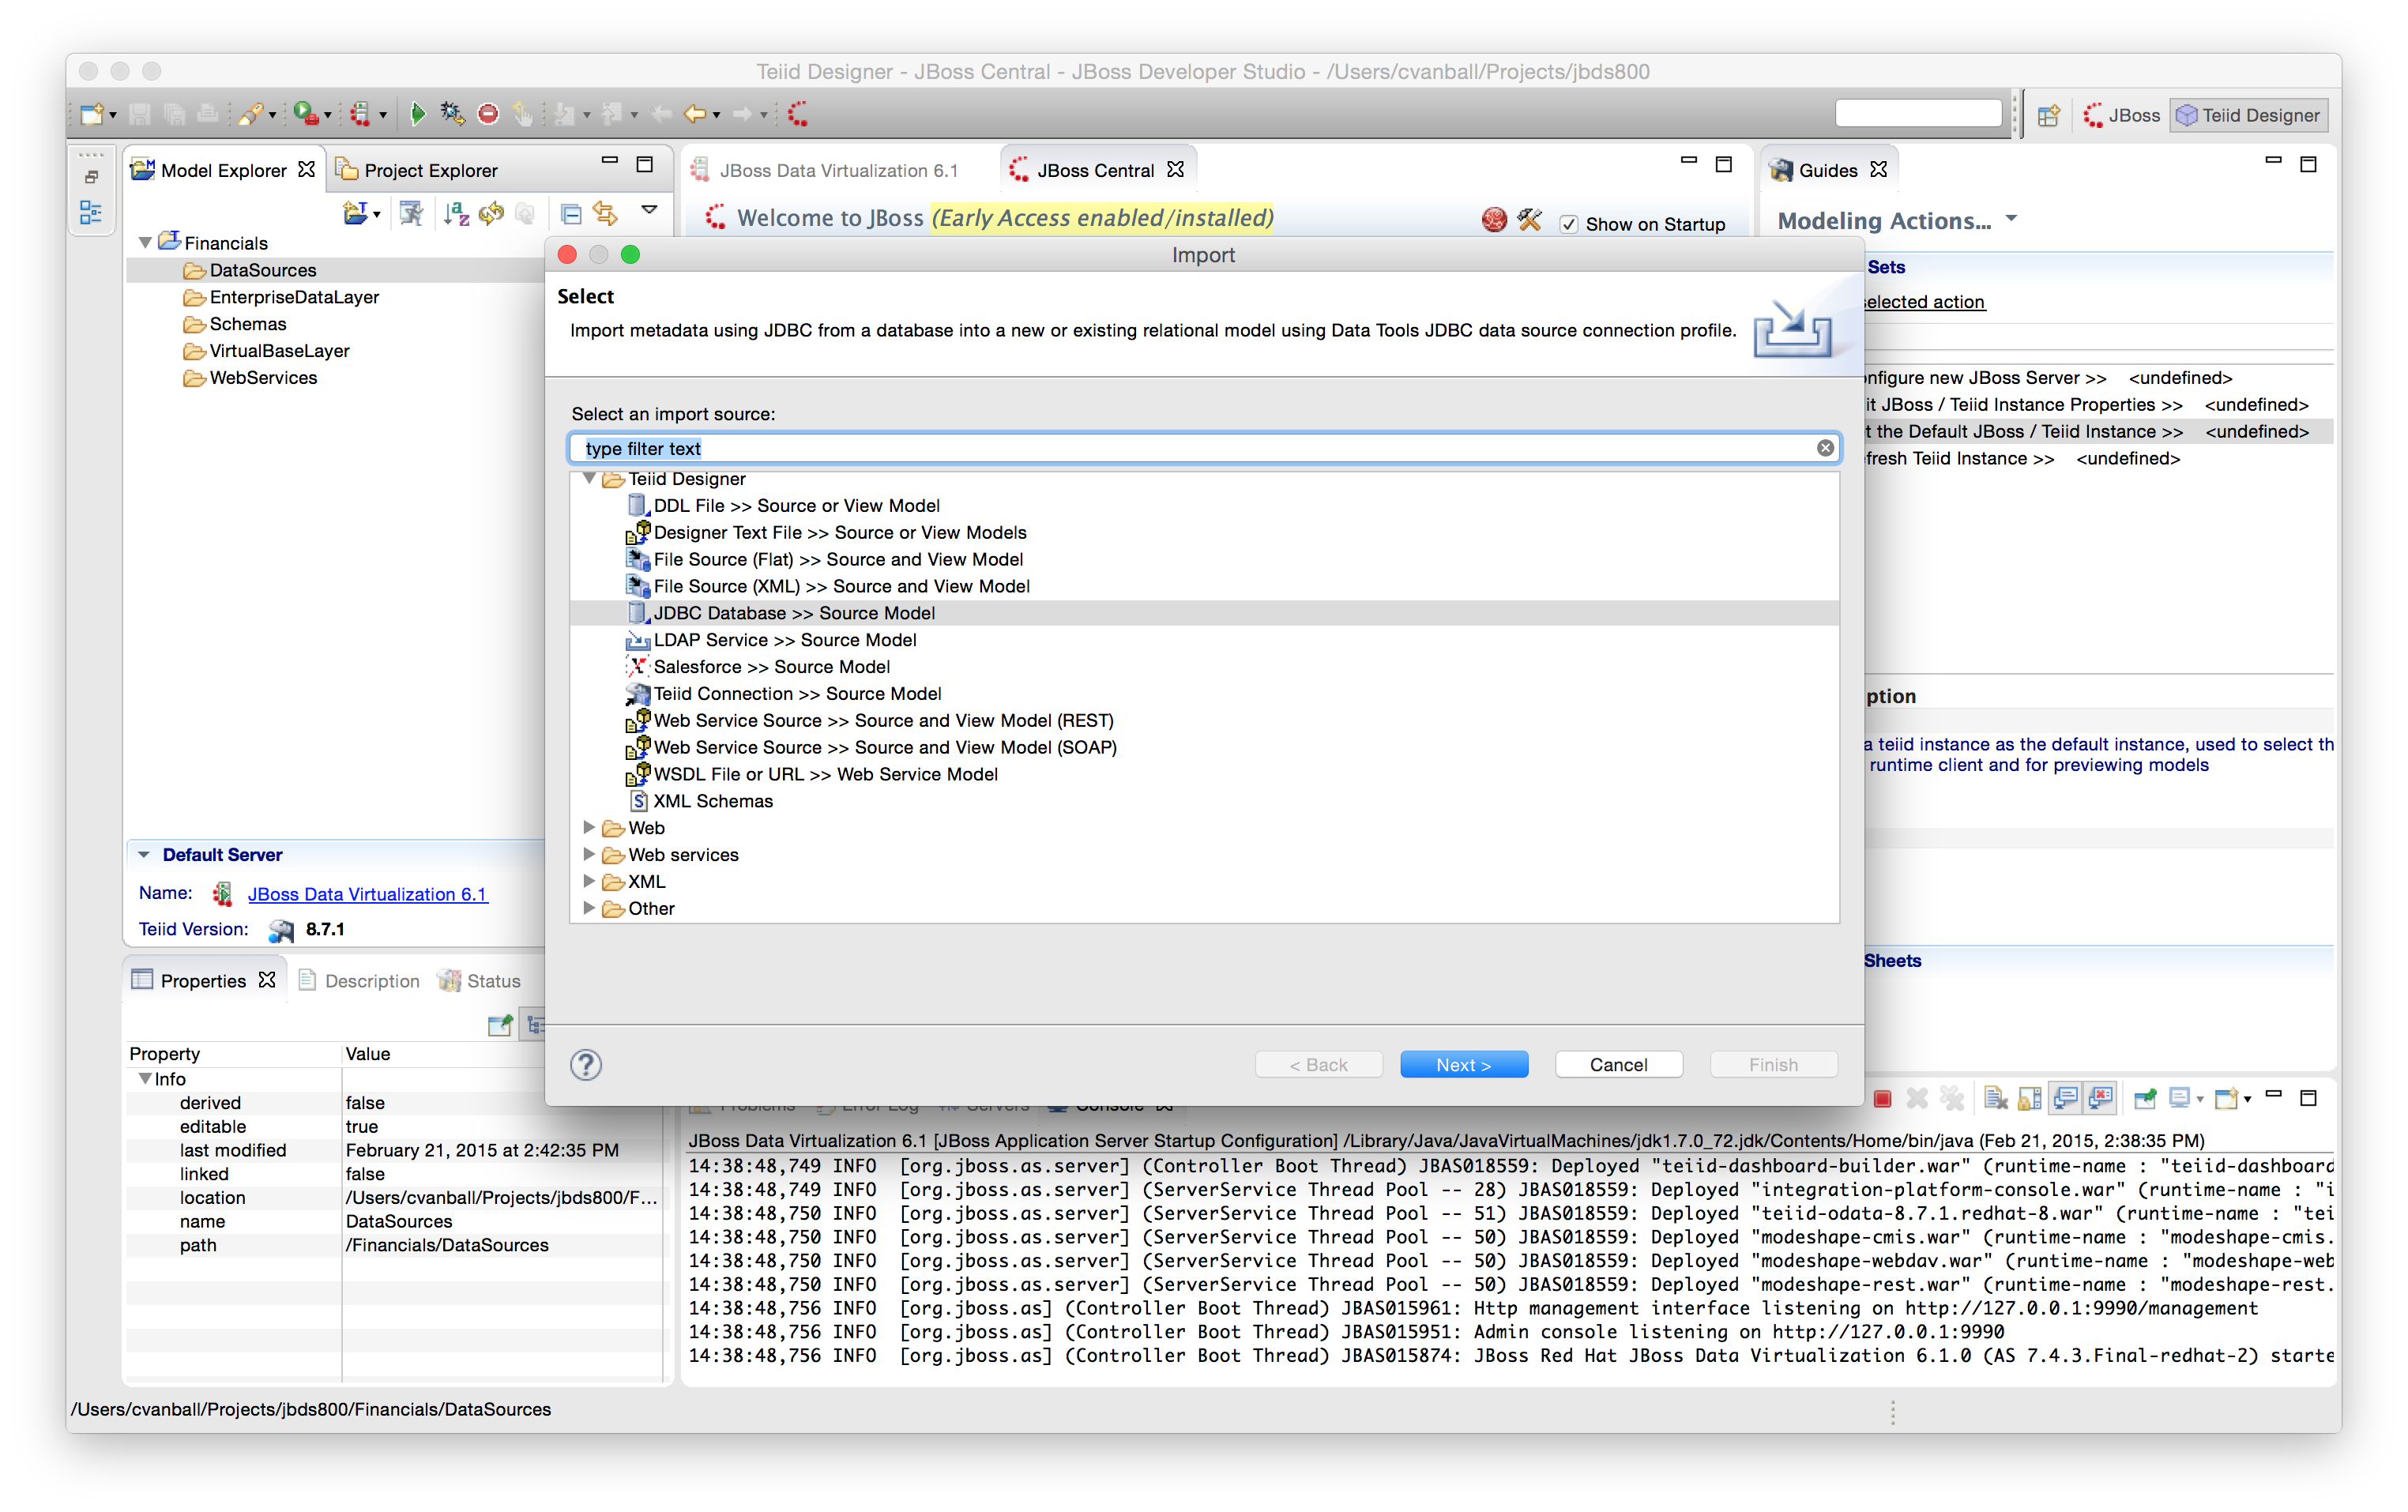 Teiid Designer - JBoss Central - JBoss Developer Studio - /Users/cvanball/Projects/jbds800
JBoss
Teiid Designer
Model Explorer
Project Explorer
JBoss Data Virtualization 6.1
JBoss Central
Guides
Welcome to JBoss (Early Access enabled/installed)
Show on Startup
Modeling Actions...
Financials
DataSources
EnterpriseDataLayer
Schemas
VirtualBaseLayer
WebServices
Import
Select
Import metadata using JDBC from a database into a new or existing relational model using Data Tools JDBC data source connection profile.
Select an import source:
type filter text
Teiid Designer
DDL File >> Source or View Model
Designer Text File >> Source or View Models
File Source (Flat) >> Source and View Model
File Source (XML) >> Source and View Model
JDBC Database >> Source Model
LDAP Service >> Source Model
Salesforce >> Source Model
Teiid Connection >> Source Model
Web Service Source >> Source and View Model (REST)
Web Service Source >> Source and View Model (SOAP)
WSDL File or URL >> Web Service Model
XML Schemas
Web
Web services
XML
Other
< Back
Next >
Cancel
Finish
Sets
elected action
nfigure new JBoss Server >> <undefined>
it JBoss / Teiid Instance Properties >> <undefined>
t the Default JBoss / Teiid Instance >> <undefined>
fresh Teiid Instance >> <undefined>
ption
a teiid instance as the default instance, used to select th
runtime client and for previewing models
Sheets
Default Server
Name: JBoss Data Virtualization 6.1
Teiid Version: 8.7.1
Properties
Description
Status
Property Value
Info
derived false
editable true
last modified February 21, 2015 at 2:42:35 PM
linked false
location /Users/cvanball/Projects/jbds800/F...
name DataSources
path /Financials/DataSources
Problems
Error Log
Servers
Console
JBoss Data Virtualization 6.1 [JBoss Application Server Startup Configuration] /Library/Java/JavaVirtualMachines/jdk1.7.0_72.jdk/Contents/Home/bin/java (Feb 21, 2015, 2:38:35 PM)
14:38:48,749 INFO [org.jboss.as.server] (Controller Boot Thread) JBAS018559: Deployed "teiid-dashboard-builder.war" (runtime-name : "teiid-dashboard
14:38:48,749 INFO [org.jboss.as.server] (ServerService Thread Pool -- 28) JBAS018559: Deployed "integration-platform-console.war" (runtime-name : "i
14:38:48,750 INFO [org.jboss.as.server] (ServerService Thread Pool -- 51) JBAS018559: Deployed "teiid-odata-8.7.1.redhat-8.war" (runtime-name : "tei
14:38:48,750 INFO [org.jboss.as.server] (ServerService Thread Pool -- 50) JBAS018559: Deployed "modeshape-cmis.war" (runtime-name : "modeshape-cmis.
14:38:48,750 INFO [org.jboss.as.server] (ServerService Thread Pool -- 50) JBAS018559: Deployed "modeshape-webdav.war" (runtime-name : "modeshape-web
14:38:48,750 INFO [org.jboss.as.server] (ServerService Thread Pool -- 50) JBAS018559: Deployed "modeshape-rest.war" (runtime-name : "modeshape-rest.
14:38:48,756 INFO [org.jboss.as] (Controller Boot Thread) JBAS015961: Http management interface listening on http://127.0.0.1:9990/management
14:38:48,756 INFO [org.jboss.as] (Controller Boot Thread) JBAS015951: Admin console listening on http://127.0.0.1:9990
14:38:48,756 INFO [org.jboss.as] (Controller Boot Thread) JBAS015874: JBoss Red Hat JBoss Data Virtualization 6.1.0 (AS 7.4.3.Final-redhat-2) starte
/Users/cvanball/Projects/jbds800/Financials/DataSources